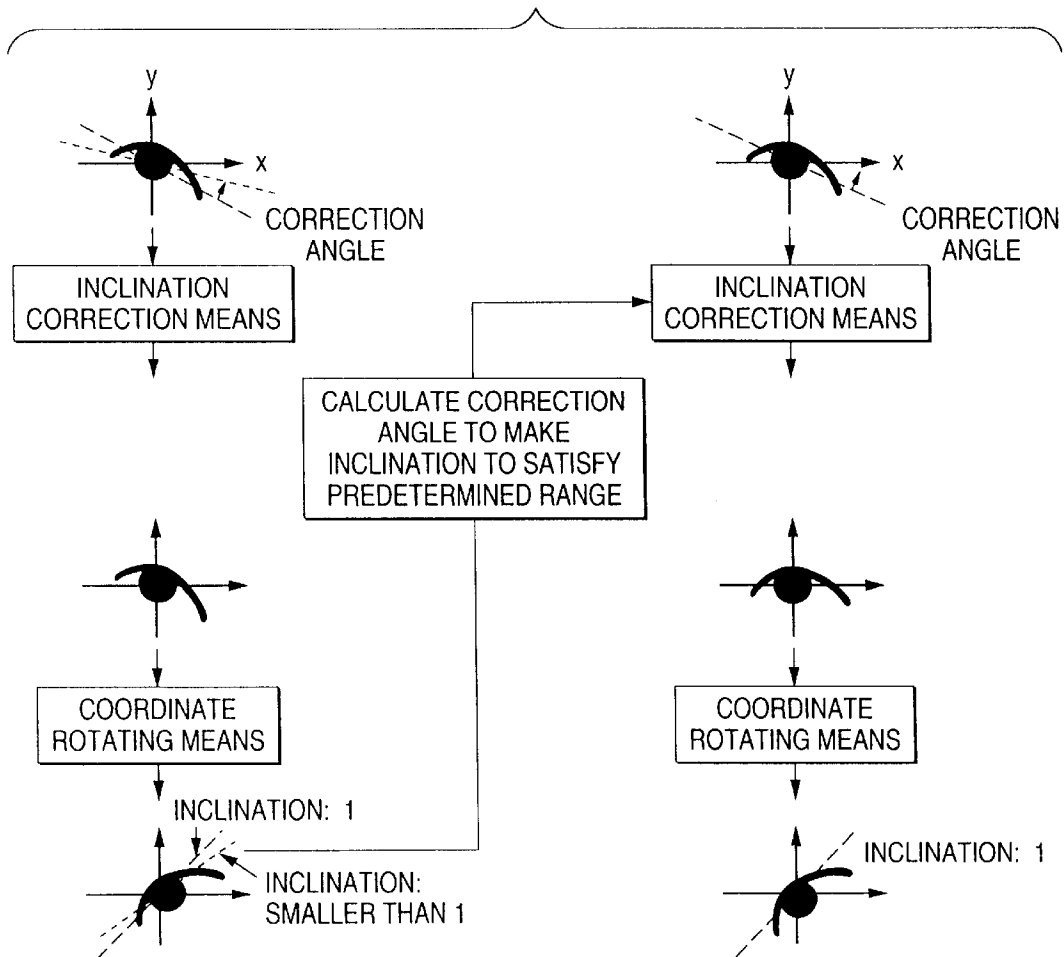 y
x
CORRECTION
ANGLE
INCLINATION
CORRECTION MEANS
y
x
CORRECTION
ANGLE
INCLINATION
CORRECTION MEANS
CALCULATE CORRECTION
ANGLE TO MAKE
INCLINATION TO SATISFY
PREDETERMINED RANGE
COORDINATE
ROTATING MEANS
COORDINATE
ROTATING MEANS
INCLINATION: 1
INCLINATION:
SMALLER THAN 1
INCLINATION: 1